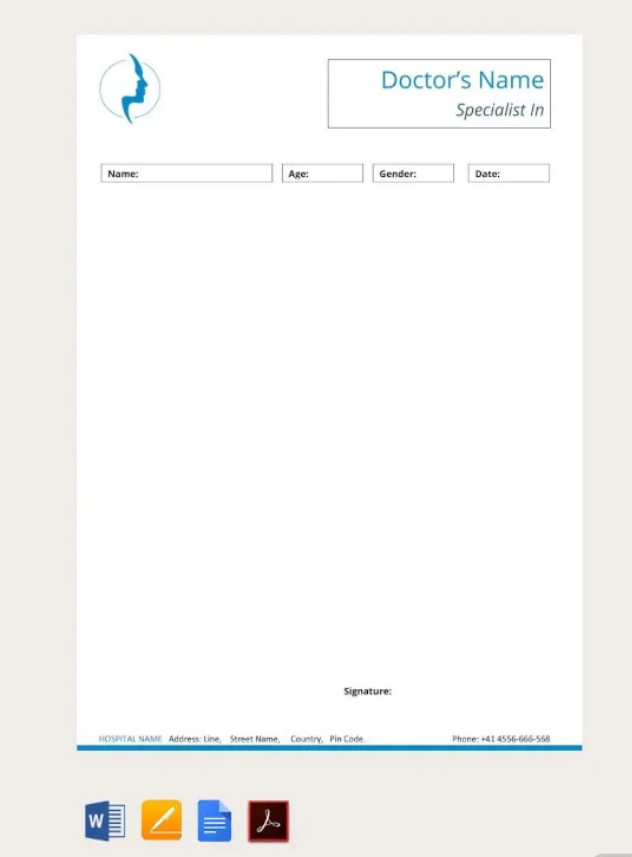 Doctor's Name
Specialist In
Name: Age: Gender: Date:
Signature:
HOSPITAL NAME Address: Line, Street Name, Country, Pin Code. Phone: +41 4556-666-568
W